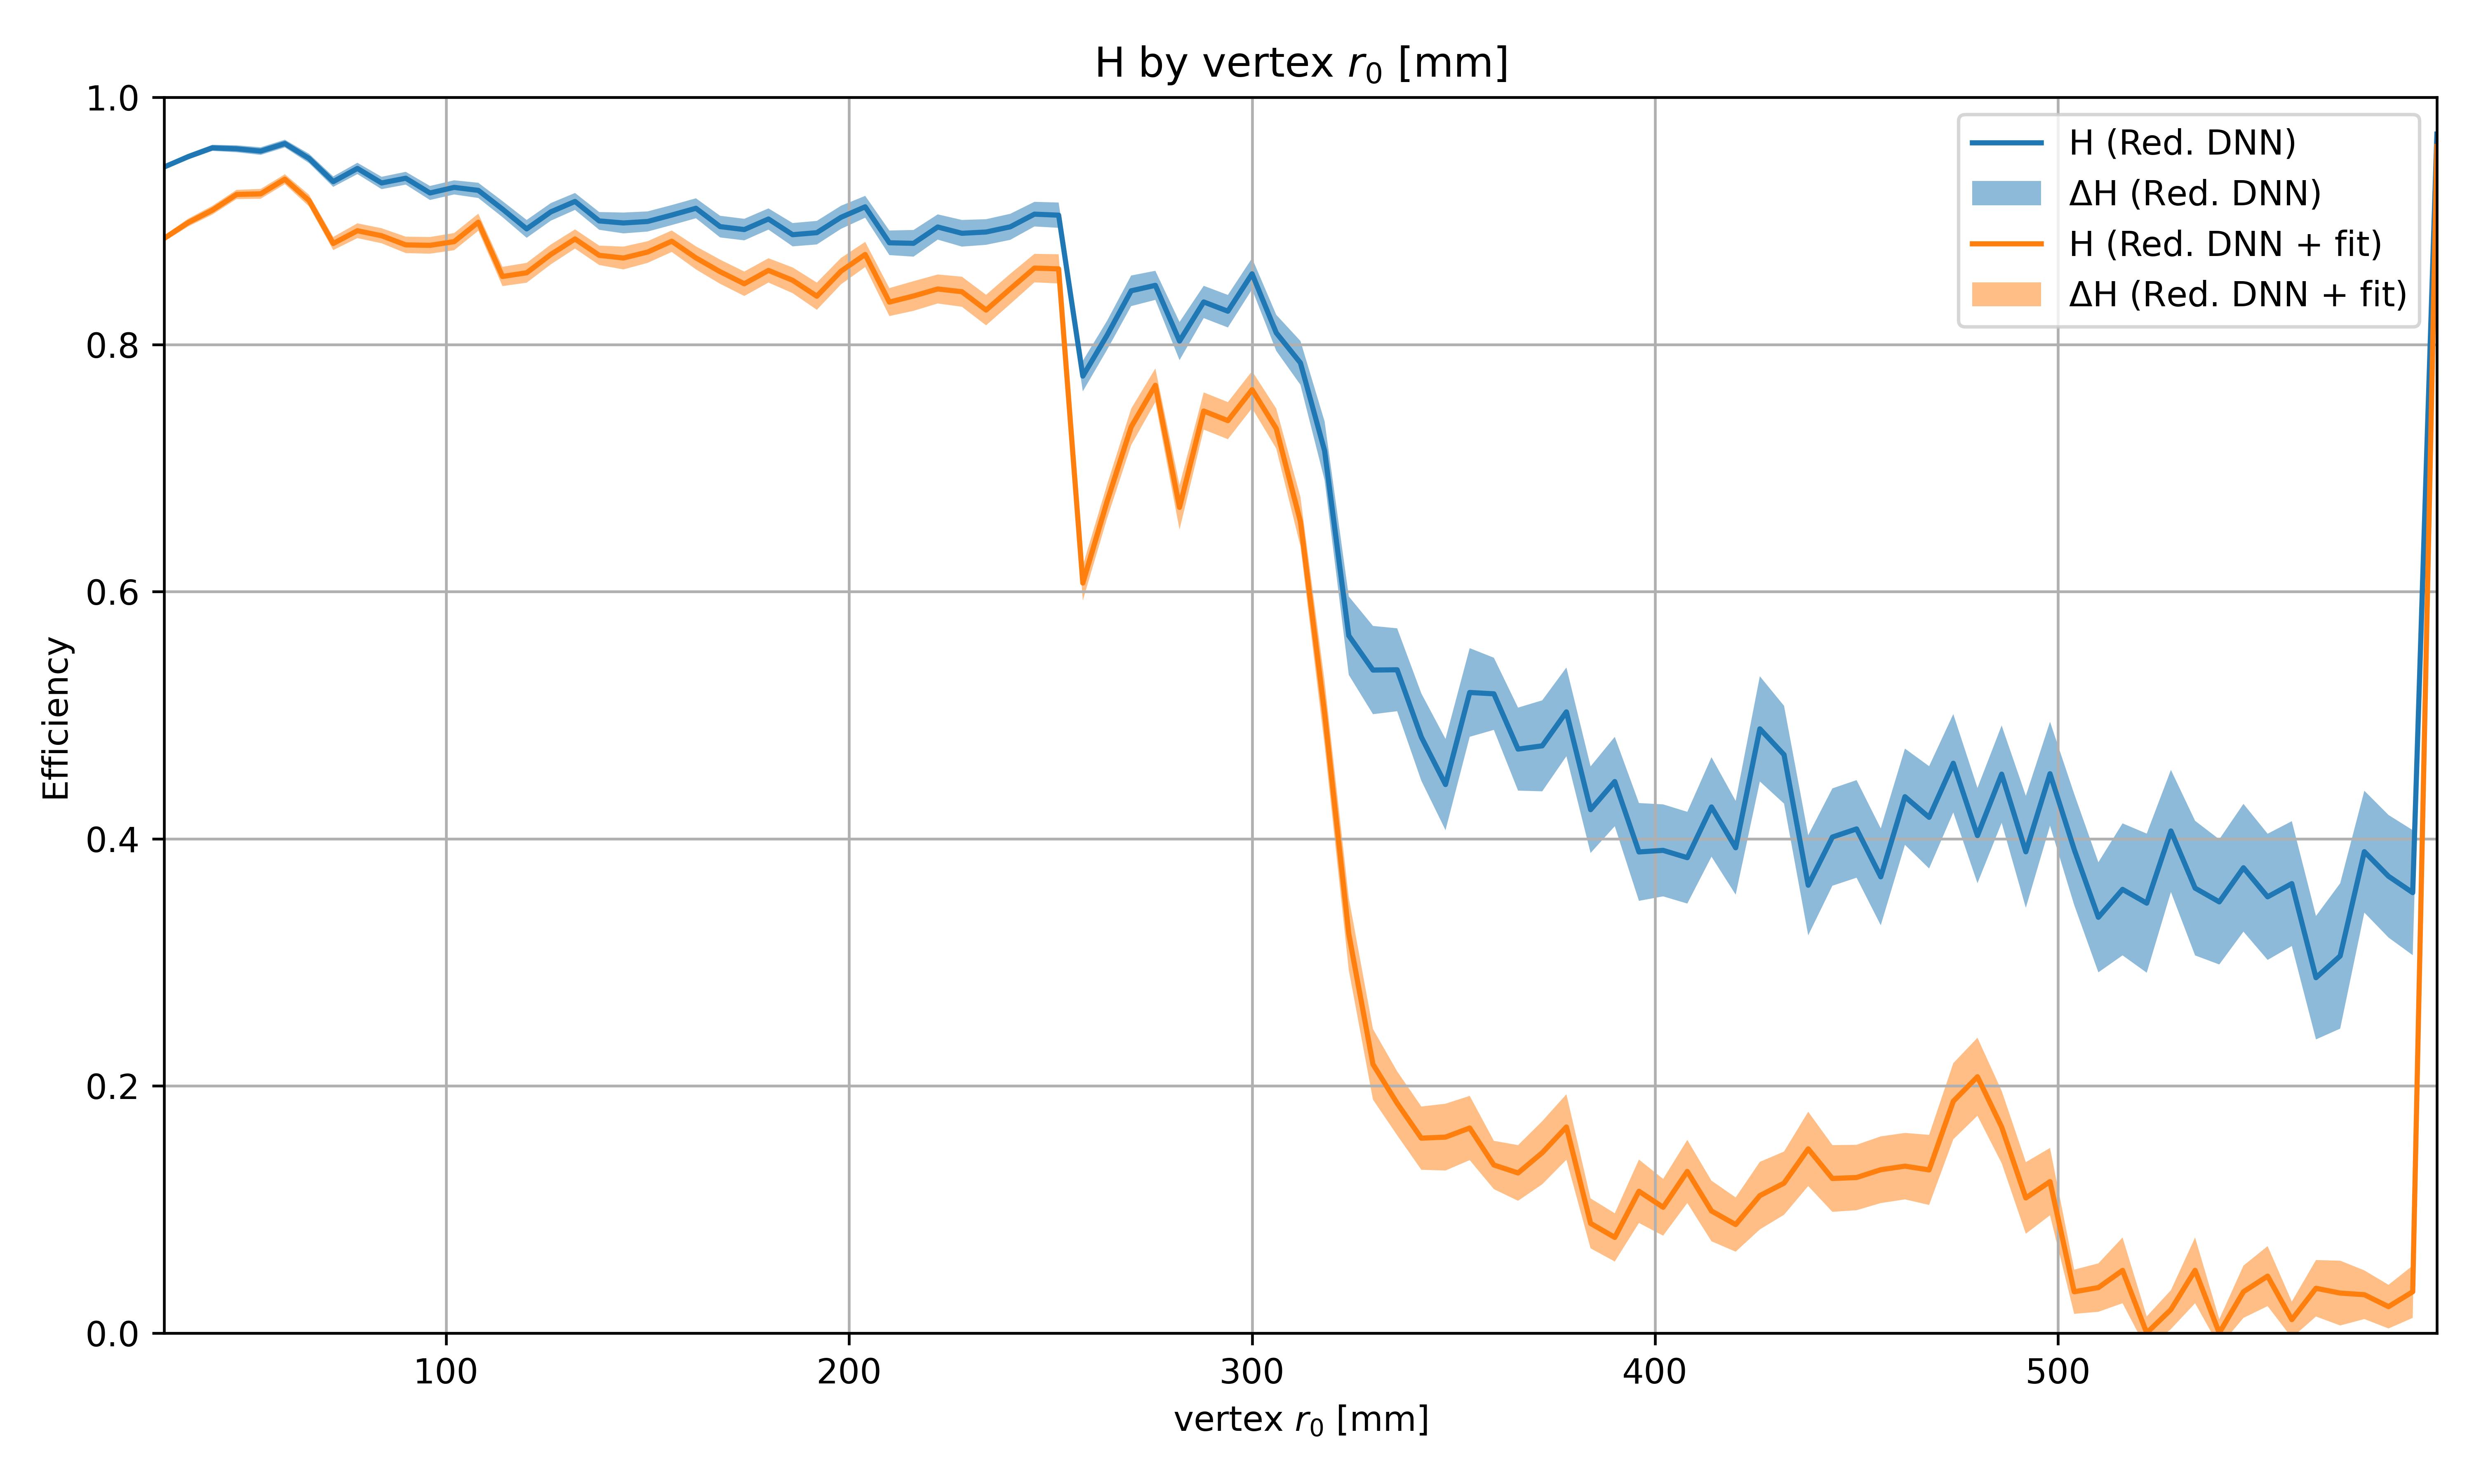 H by vertex r₀ [mm]
H (Red. DNN)
ΔH (Red. DNN)
H (Red. DNN + fit)
ΔH (Red. DNN + fit)
Efficiency
1.0
0.8
0.6
0.4
0.2
0.0
100 200 300 400 500
vertex r₀ [mm]